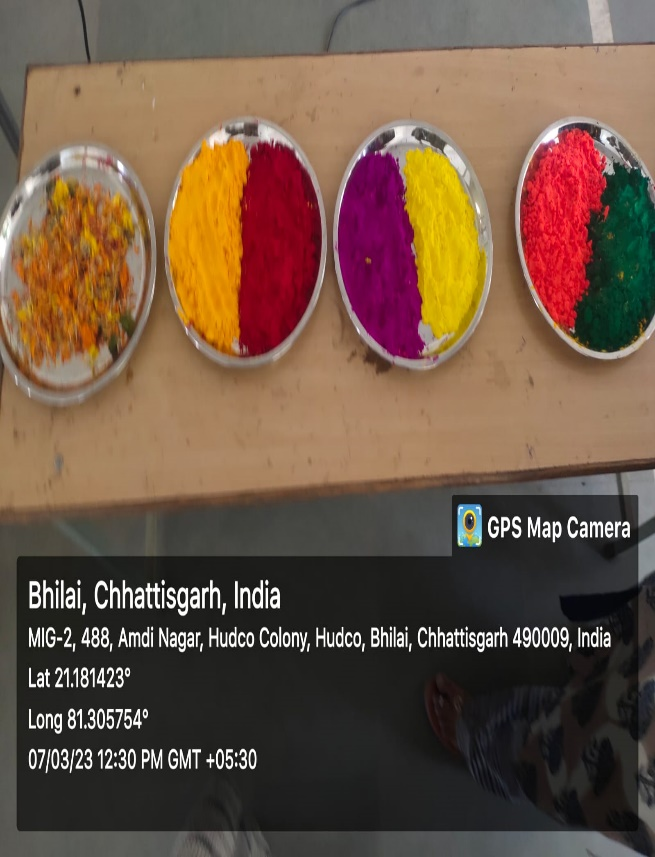 GPS Map Camera
Bhilai, Chhattisgarh, India
MIG-2, 488, Amdi Nagar, Hudco Colony, Hudco, Bhilai, Chhattisgarh 490009, India
Lat 21.181423°
Long 81.305754°
07/03/23 12:30 PM GMT +05:30